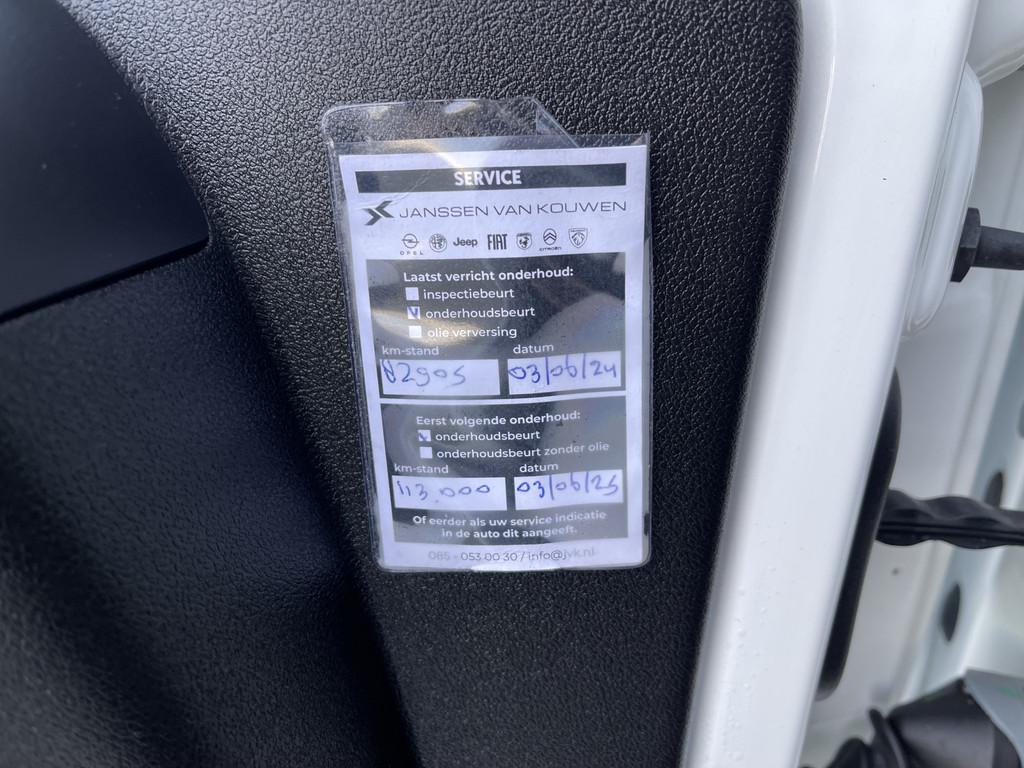 SERVICE
JANSSEN VAN KOUWEN
OPEL Jeep FIAT CITROËN
Laatst verricht onderhoud:
inspectiebeurt
onderhoudsbeurt
olie verversing
km-stand datum
82905 03/06/24
Eerst volgende onderhoud:
onderhoudsbeurt
onderhoudsbeurt zonder olie
km-stand datum
113.000 03/06/25
Of eerder als uw service indicatie
in de auto dit aangeeft.
085 - 053 00 30 / info@jvk.nl